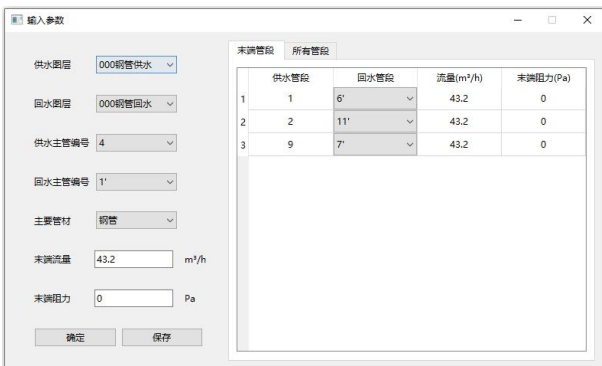 输入参数
供水图层 000钢管供水
回水图层 000钢管回水
供水主管编号 4
回水主管编号 1'
主要管材 钢管
末端流量 43.2 m³/h
末端阻力 0 Pa
确定 保存
末端管段 所有管段
供水管段 回水管段 流量(m³/h) 末端阻力(Pa)
1 1 6' 43.2 0
2 2 11' 43.2 0
3 9 7' 43.2 0